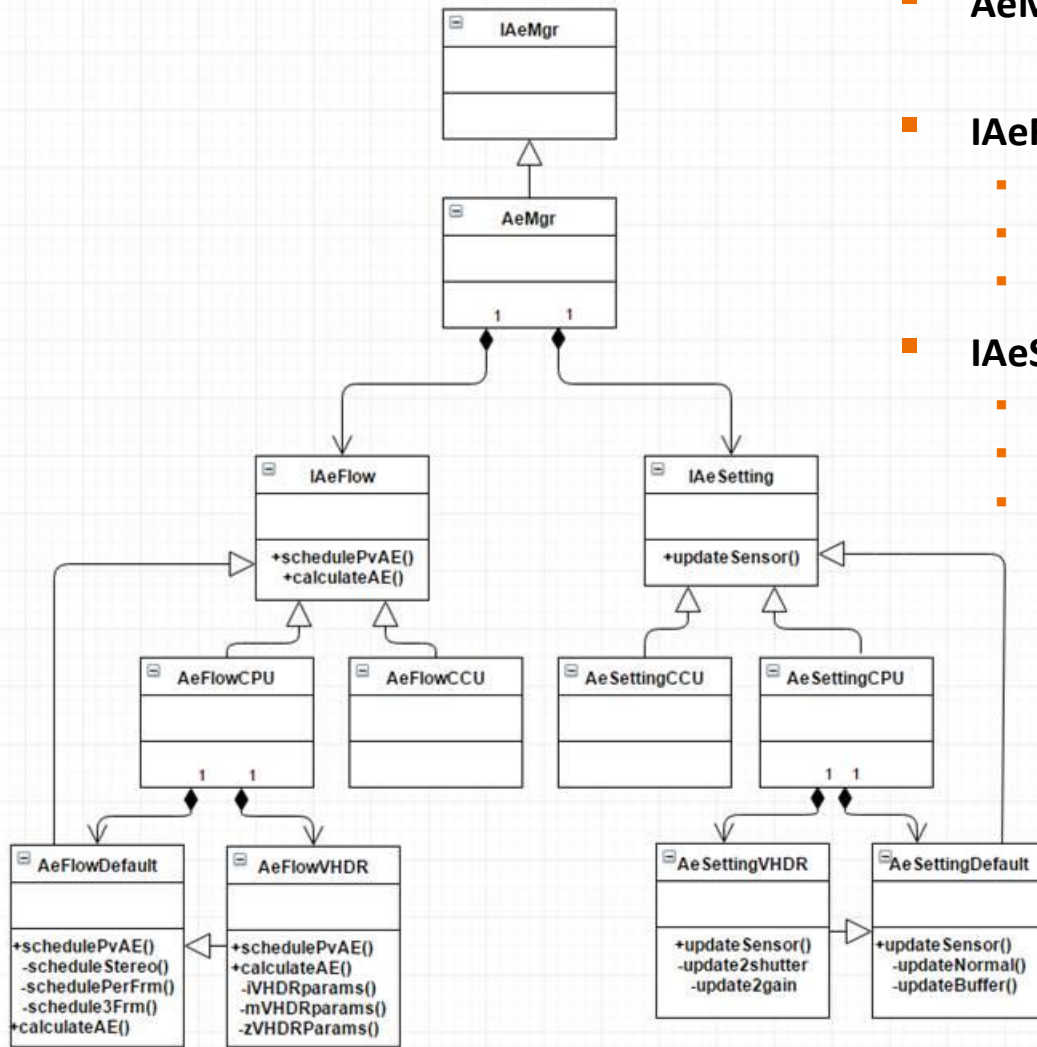 IAeMgr
AeMgr
1
1
IAeFlow
+schedulePvAE()
+calculateAE()
IAeSetting
+updateSensor()
AeFlowCPU
1
1
AeFlowCCU
AeSettingCCU
AeSettingCPU
1
1
AeFlowDefault
+schedulePvAE()
-scheduleStereo()
-schedulePerFrm()
-schedule3Frm()
+calculateAE()
AeFlowVHDR
+schedulePvAE()
+calculateAE()
-iVHDRparams()
-mVHDRparams()
-zVHDRParams()
AeSettingVHDR
+updateSensor()
-update2shutter
-update2gain
AeSettingDefault
+updateSensor()
-updateNormal()
-updateBuffer()
IAeS